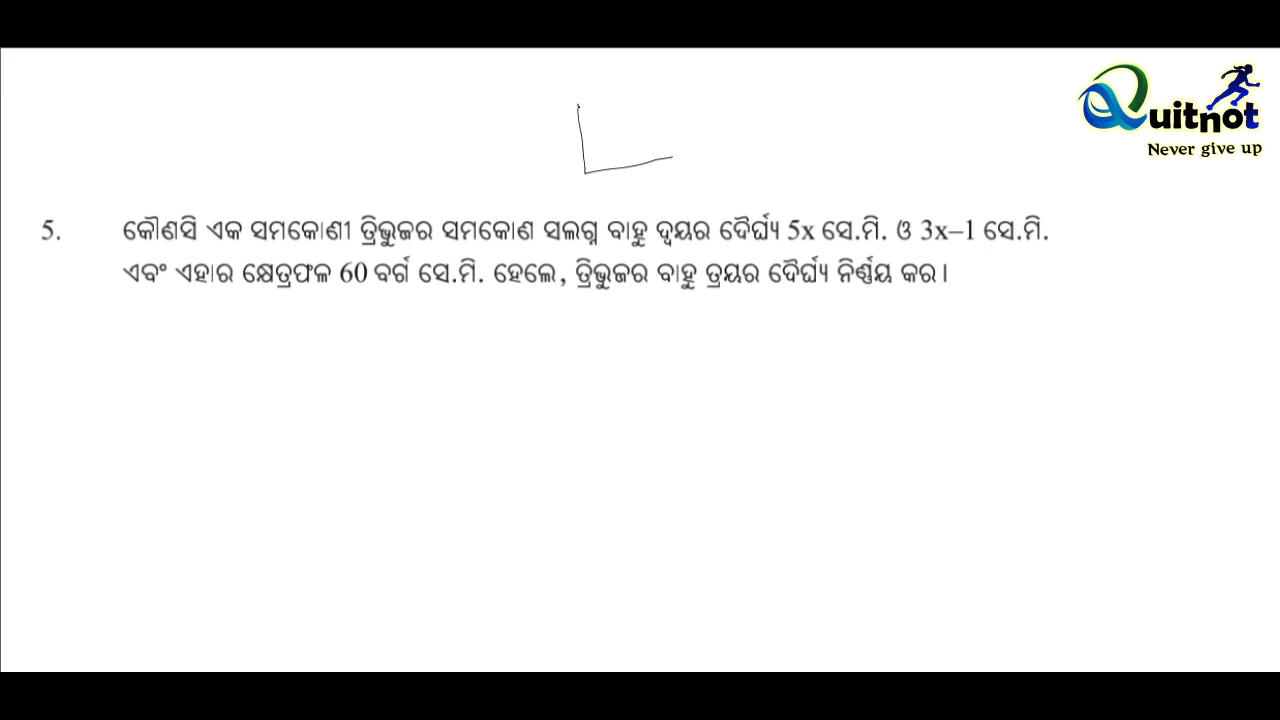 Quitnot
Never give up
5. କୌଣସି ଏକ ସମକୋଣୀ ତ୍ରିଭୁଜର ସମକୋଣ ସଲଗ୍ନ ବାହୁ ଦ୍ୱୟର ଦୈର୍ଘ୍ୟ 5x ସେ.ମି. ଓ 3x–1 ସେ.ମି.
ଏବଂ ଏହାର କ୍ଷେତ୍ରଫଳ 60 ବର୍ଗ ସେ.ମି. ହେଲେ, ତ୍ରିଭୁଜର ବାହୁ ତ୍ରୟର ଦୈର୍ଘ୍ୟ ନିର୍ଣ୍ଣୟ କର।